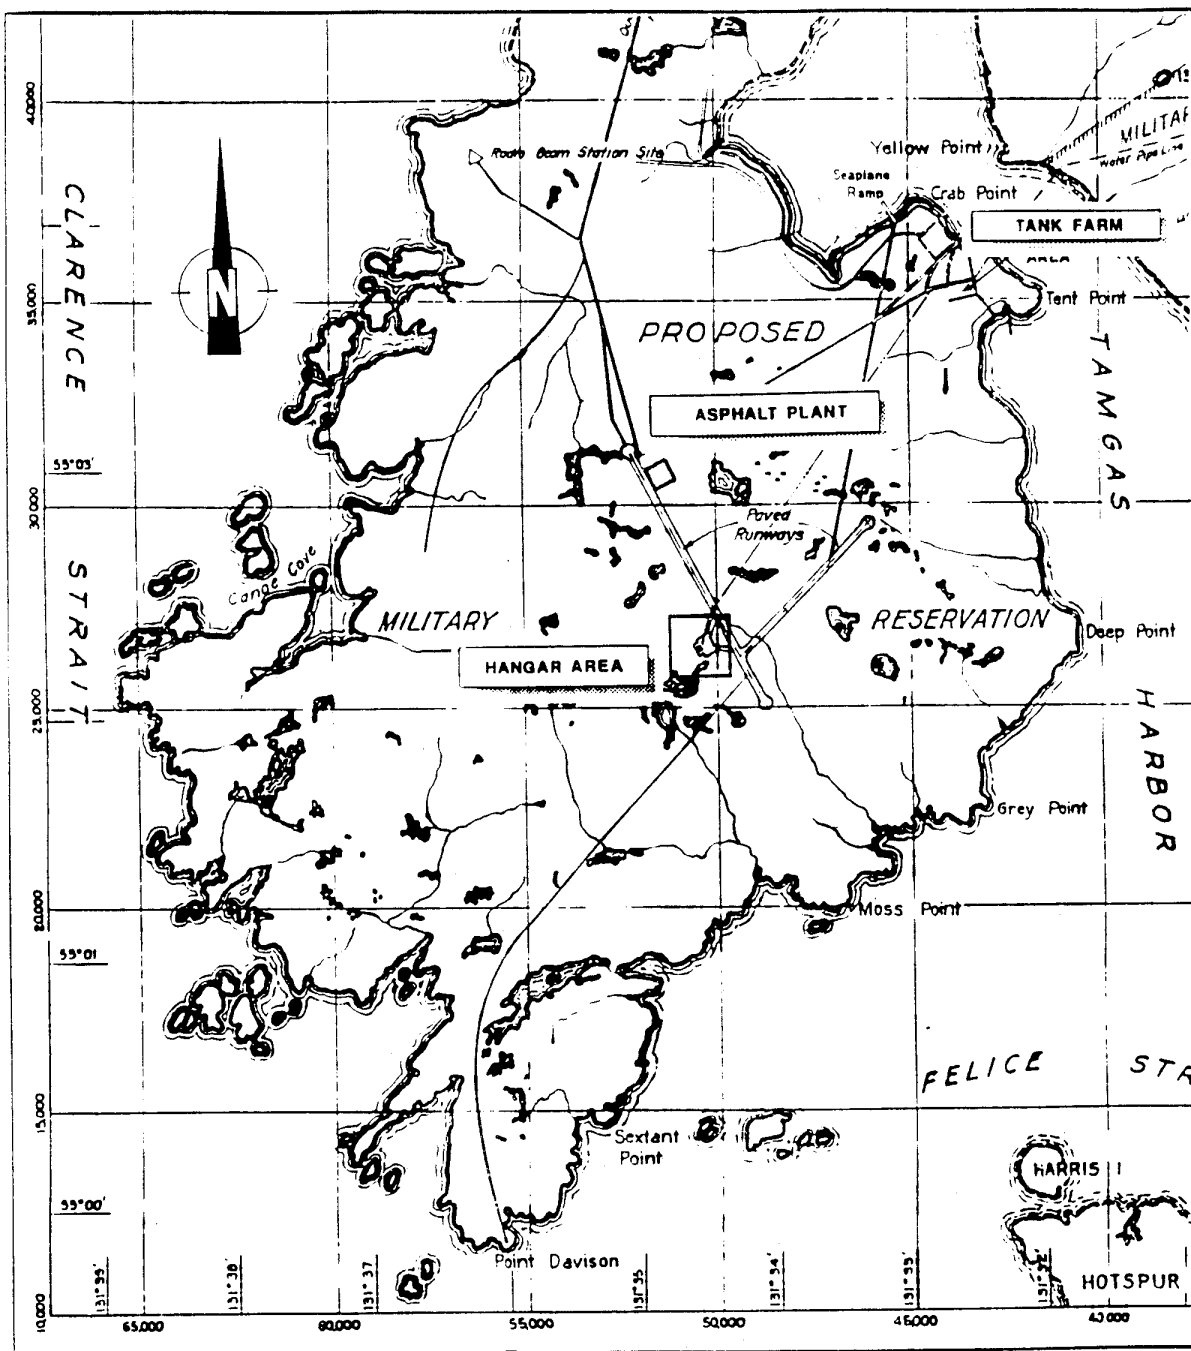 40,000
Radio Beam Station Site
Yellow Point
MILITAR
Water Pipe Line
Seaplane
Ramp
Crab Point
TANK FARM
AREA
Tent Point
35,000
CLARENCE
STRAIT
PROPOSED
TAMGAS
HARBOR
ASPHALT PLANT
55°03'
30,000
Paved
Runways
Canoe Cove
MILITARY
RESERVATION
Deep Point
HANGAR AREA
25,000
N
Grey Point
20,000
Moss Point
55°01
FELICE STR
15,000
Sextant
Point
HARRIS I
55°00'
Point Davison
HOTSPUR
131°39'
131°38'
131°37
131°35
131°34'
131°33'
131°32'
10,000
65,000
60,000
55,000
50,000
45,000
40,000